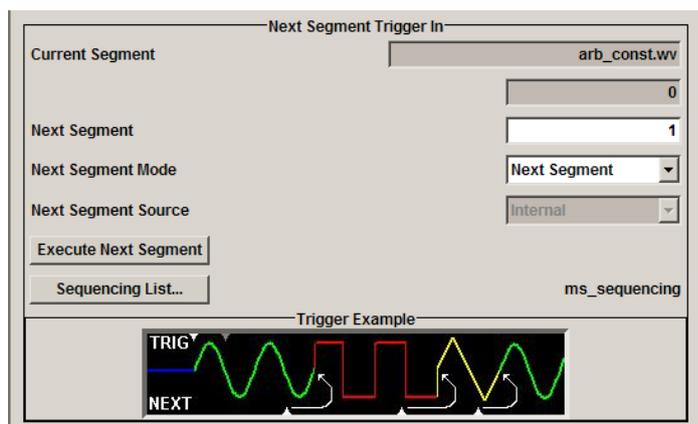 Next Segment Trigger In
Current Segment arb_const.wv
0
Next Segment 1
Next Segment Mode Next Segment
Next Segment Source Internal
Execute Next Segment
Sequencing List... ms_sequencing
Trigger Example
TRIG
NEXT